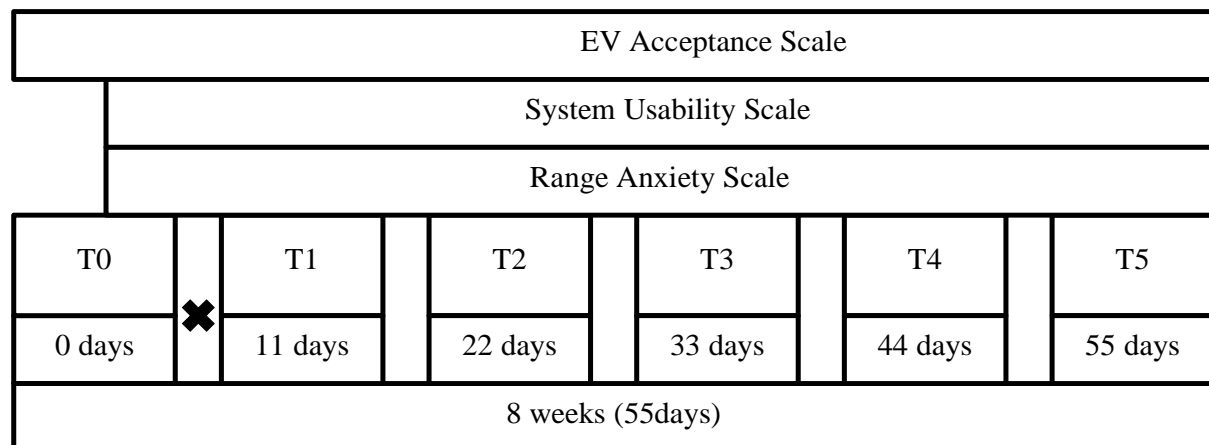 EV Acceptance Scale
System Usability Scale
Range Anxiety Scale
T0 T1 T2 T3 T4 T5
0 days 11 days 22 days 33 days 44 days 55 days
8 weeks (55days)